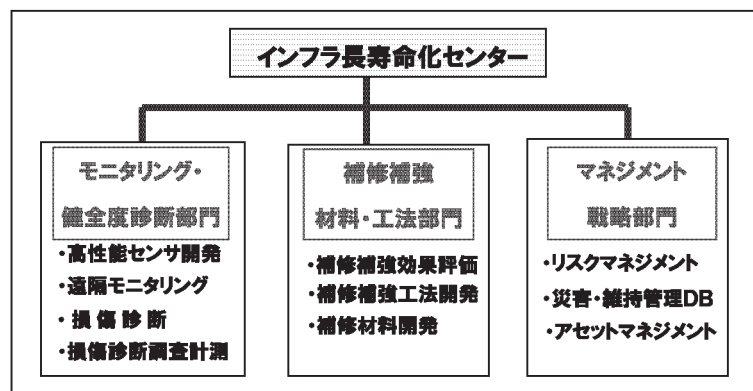 インフラ長寿命化センター
モニタリング・
健全度診断部門
・高性能センサ開発
・遠隔モニタリング
・損傷診断
・損傷診断調査計測
補修補強
材料・工法部門
・補修補強効果評価
・補修補強工法開発
・補修材料開発
マネジメント
戦略部門
・リスクマネジメント
・災害・維持管理DB
・アセットマネジメント